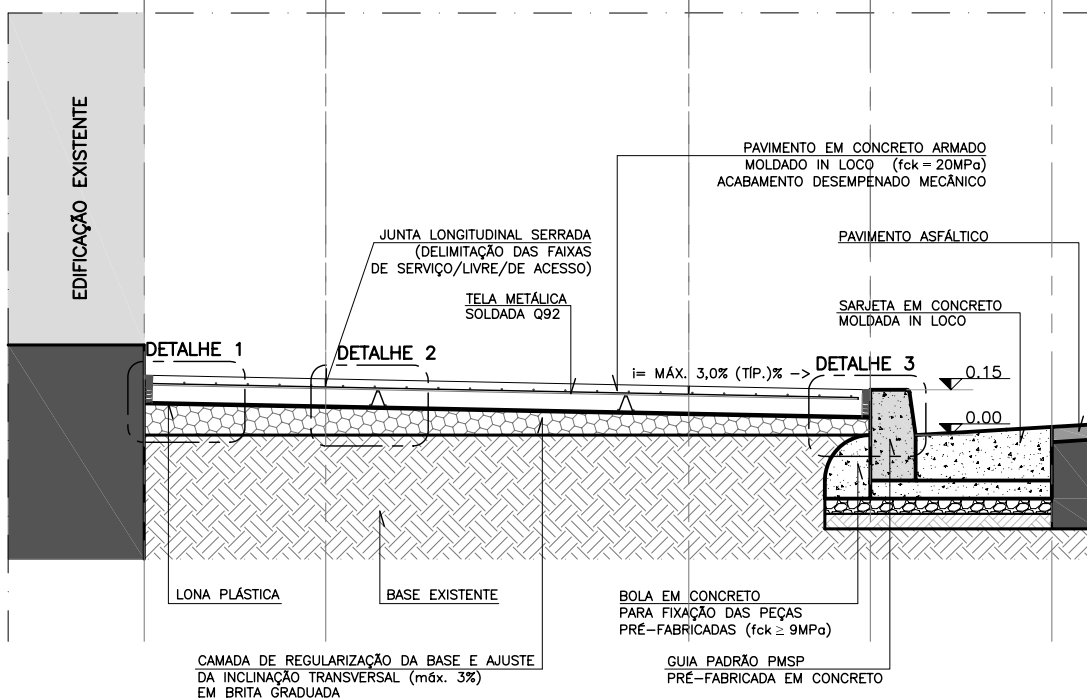 EDIFICAÇÃO EXISTENTE
PAVIMENTO EM CONCRETO ARMADO
MOLDADO IN LOCO (fck = 20MPa)
ACABAMENTO DESEMPENADO MECÂNICO
JUNTA LONGITUDINAL SERRADA
(DELIMITAÇÃO DAS FAIXAS
DE SERVIÇO/LIVRE/DE ACESSO)
PAVIMENTO ASFÁLTICO
TELA METÁLICA
SOLDADA Q92
SARJETA EM CONCRETO
MOLDADA IN LOCO
DETALHE 1
DETALHE 2
i= MÁX. 3,0% (TÍP.)% ->
DETALHE 3
0.15
0.00
LONA PLÁSTICA
BASE EXISTENTE
BOLA EM CONCRETO
PARA FIXAÇÃO DAS PEÇAS
PRÉ-FABRICADAS (fck ≥ 9MPa)
CAMADA DE REGULARIZAÇÃO DA BASE E AJUSTE
DA INCLINAÇÃO TRANSVERSAL (máx. 3%)
EM BRITA GRADUADA
GUIA PADRÃO PMSP
PRÉ-FABRICADA EM CONCRETO